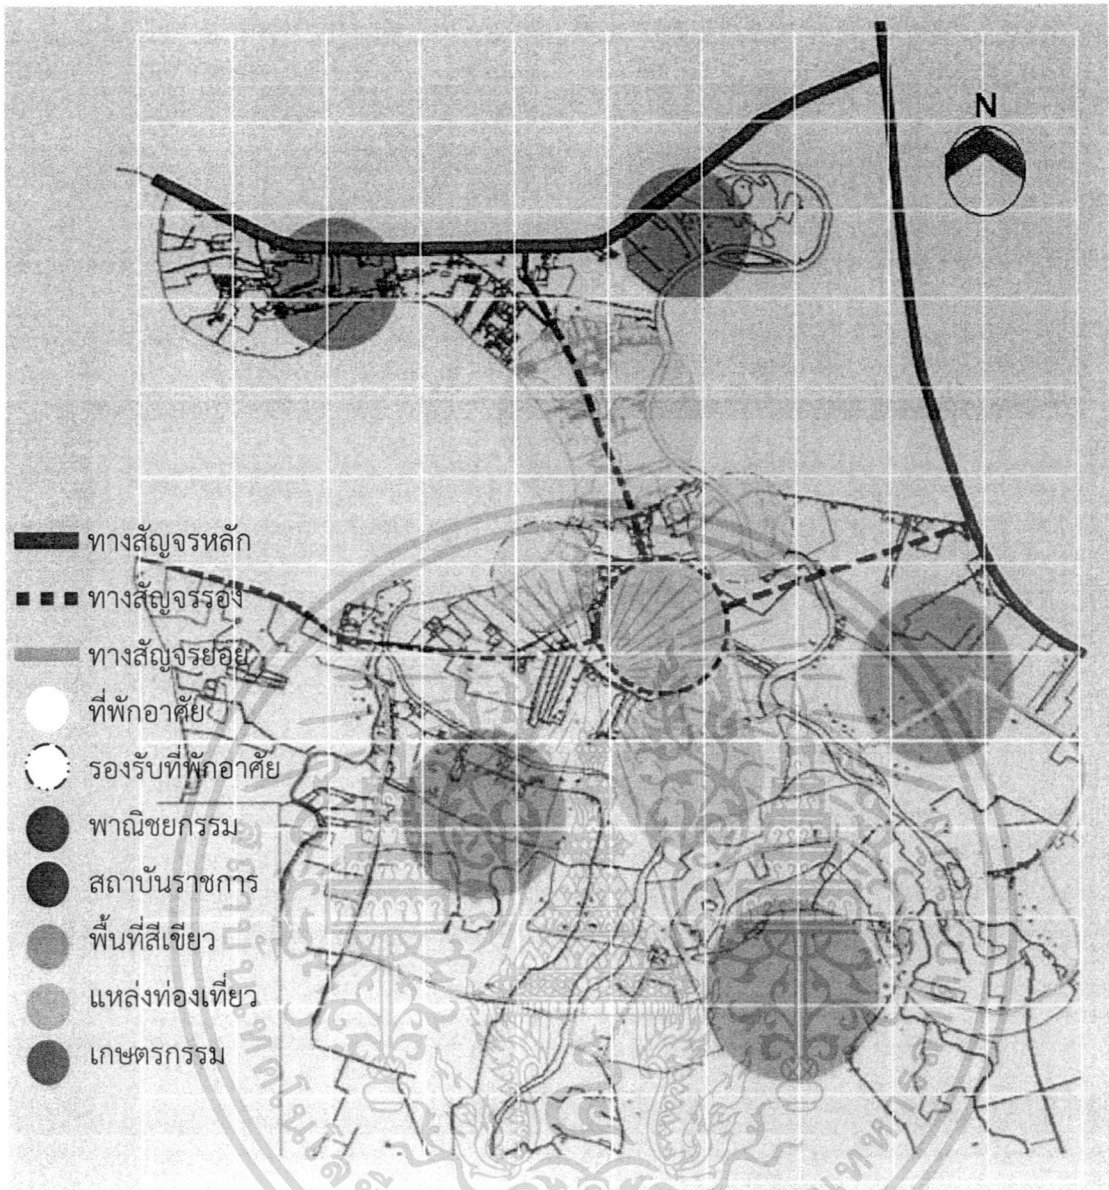 N
ทางสัญจรหลัก
ทางสัญจรรอง
ทางสัญจรย่อย
ที่พักอาศัย
รองรับที่พักอาศัย
พาณิชยกรรม
สถาบันราชการ
พื้นที่สีเขียว
แหล่งท่องเที่ยว
เกษตรกรรม